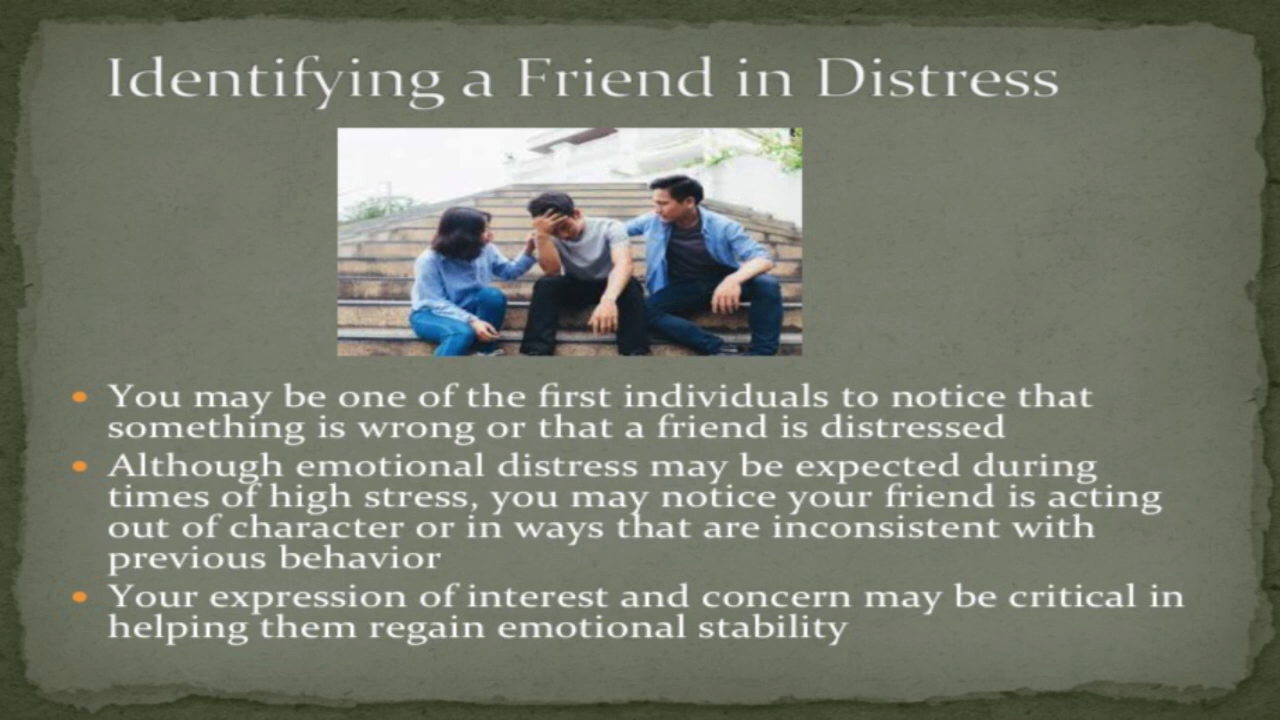 Identifying a Friend in Distress
You may be one of the first individuals to notice that
something is wrong or that a friend is distressed
Although emotional distress may be expected during
times of high stress, you may notice your friend is acting
out of character or in ways that are inconsistent with
previous behavior
Your expression of interest and concern may be critical in
helping them regain emotional stability